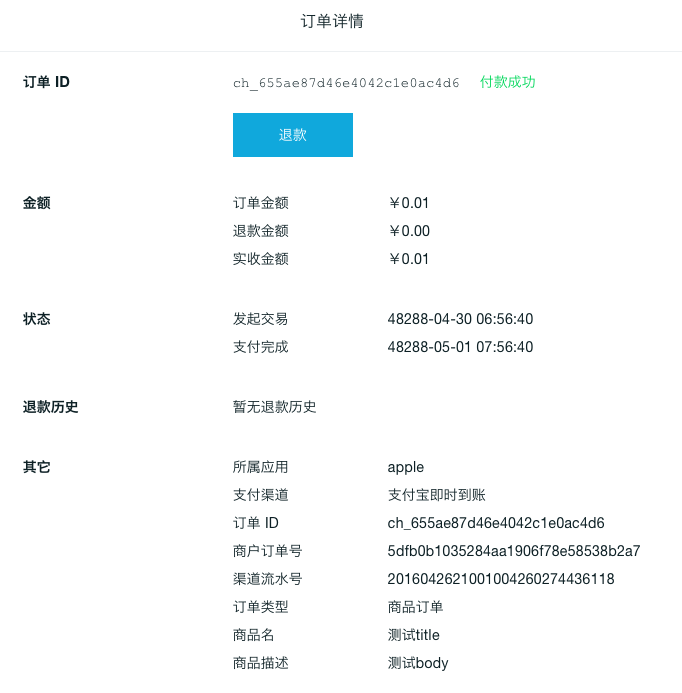 订单详情
订单 ID ch_655ae87d46e4042c1e0ac4d6 付款成功
退款
金额 订单金额 ￥0.01
退款金额 ￥0.00
实收金额 ￥0.01
状态 发起交易 48288-04-30 06:56:40
支付完成 48288-05-01 07:56:40
退款历史 暂无退款历史
其它 所属应用 apple
支付渠道 支付宝即时到账
订单 ID ch_655ae87d46e4042c1e0ac4d6
商户订单号 5dfb0b1035284aa1906f78e58538b2a7
渠道流水号 2016042621001004260274436118
订单类型 商品订单
商品名 测试title
商品描述 测试body